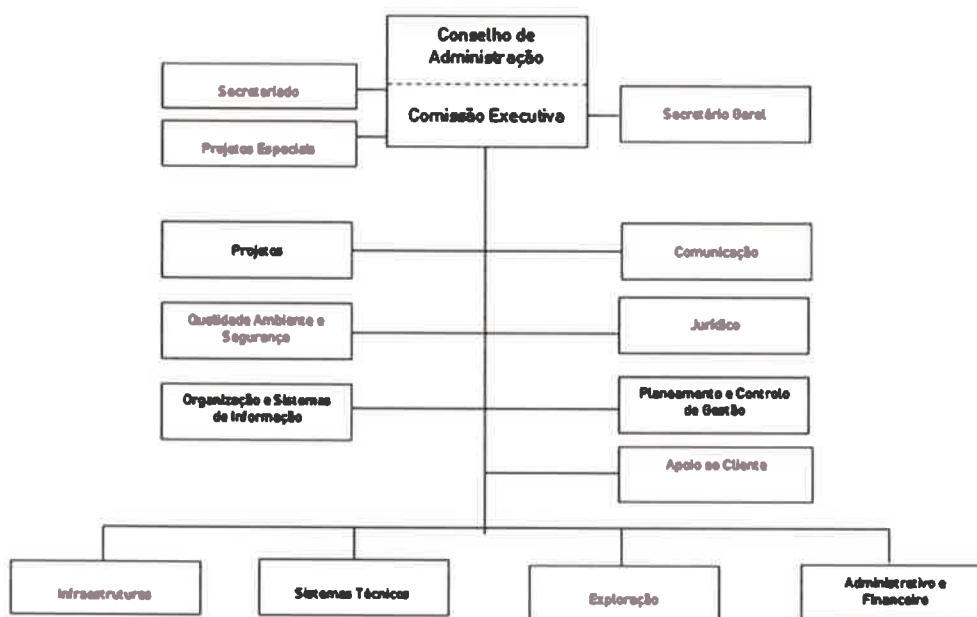 Conselho de
Administração
Comissão Executiva
Secretariado
Secretário Geral
Projetos Especiais
Projetos
Comunicação
Qualidade Ambiente e
Segurança
Jurídico
Organização e Sistemas
de Informação
Planeamento e Controlo
de Gestão
Apoio ao Cliente
Infraestruturas
Sistemas Técnicos
Exploração
Administrativo e
Financeiro